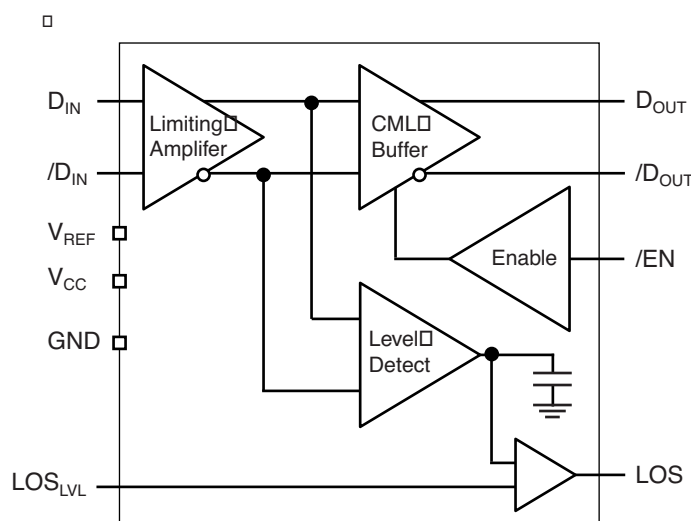 D_IN
/D_IN
V_REF
V_CC
GND
LOS_LVL
Limiting□
Amplifer
CML□
Buffer
Enable
Level□
Detect
D_OUT
/D_OUT
/EN
LOS